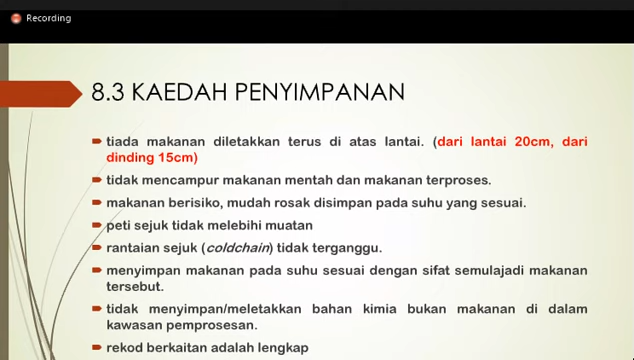 Recording
8.3 KAEDAH PENYIMPANAN
tiada makanan diletakkan terus di atas lantai. (dari lantai 20cm, dari
dinding 15cm)
tidak mencampur makanan mentah dan makanan terproses.
makanan berisiko, mudah rosak disimpan pada suhu yang sesuai.
peti sejuk tidak melebihi muatan
rantaian sejuk (coldchain) tidak terganggu.
menyimpan makanan pada suhu sesuai dengan sifat semulajadi makanan
tersebut.
tidak menyimpan/meletakkan bahan kimia bukan makanan di dalam
kawasan pemprosesan.
rekod berkaitan adalah lengkap